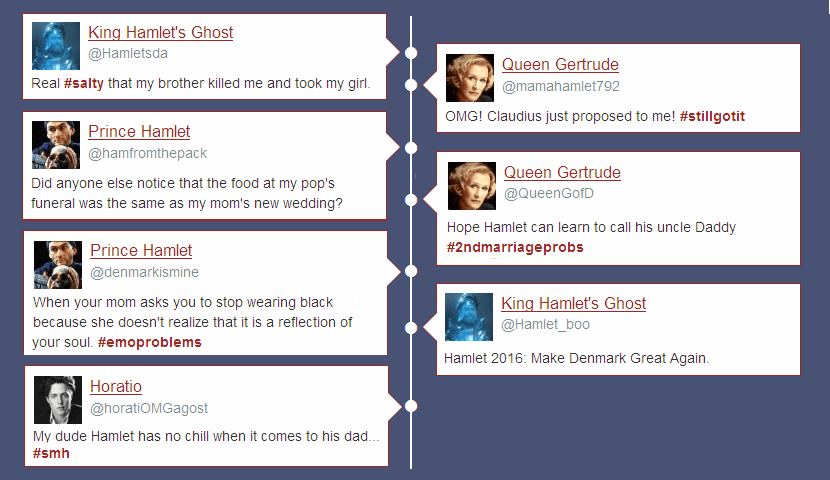 King Hamlet's Ghost
@Hamletsda
Real #salty that my brother killed me and took my girl.
Queen Gertrude
@mamahamlet792
OMG! Claudius just proposed to me! #stillgotit
Prince Hamlet
@hamfromthepack
Did anyone else notice that the food at my pop's
funeral was the same as my mom's new wedding?
Queen Gertrude
@QueenGofD
Hope Hamlet can learn to call his uncle Daddy
#2ndmarriageprobs
Prince Hamlet
@denmarkismine
When your mom asks you to stop wearing black
because she doesn't realize that it is a reflection of
your soul. #emoproblems
King Hamlet's Ghost
@Hamlet_boo
Hamlet 2016: Make Denmark Great Again.
Horatio
@horatiOMGagost
My dude Hamlet has no chill when it comes to his dad...
#smh